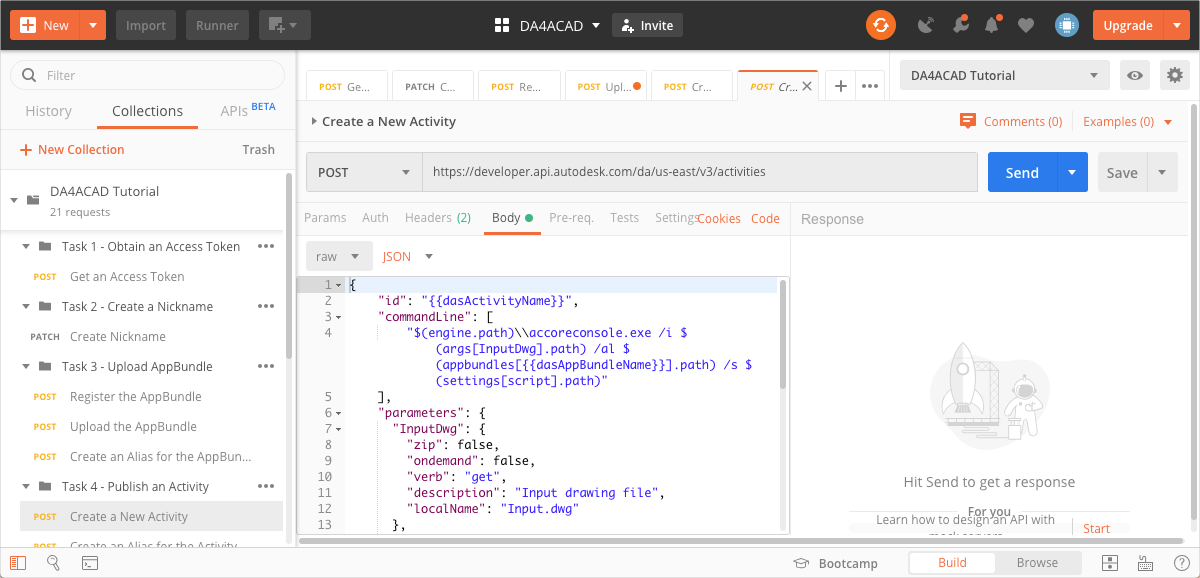 New
Import
Runner
DA4ACAD
Invite
Upgrade
Filter
History
Collections
APIs BETA
New Collection
Trash
DA4ACAD Tutorial
21 requests
Task 1 - Obtain an Access Token
POST Get an Access Token
Task 2 - Create a Nickname
PATCH Create Nickname
Task 3 - Upload AppBundle
POST Register the AppBundle
POST Upload the AppBundle
POST Create an Alias for the AppBun...
Task 4 - Publish an Activity
POST Create a New Activity
POST Create an Alias for the Activity
POST Ge...
PATCH C...
POST Re...
POST Upl...
POST Cr...
POST Cr...
DA4ACAD Tutorial
Create a New Activity
Comments (0)
Examples (0)
POST
https://developer.api.autodesk.com/da/us-east/v3/activities
Send
Save
Params
Auth
Headers (2)
Body
Pre-req.
Tests
Settings
Cookies
Code
Response
raw
JSON
1 {
2 "id": "{{dasActivityName}}",
3 "commandLine": [
4 "$(engine.path)\\accoreconsole.exe /i $
(args[InputDwg].path) /al $
(appbundles[{{dasAppBundleName}}].path) /s $
(settings[script].path)"
5 ],
6 "parameters": {
7 "InputDwg": {
8 "zip": false,
9 "ondemand": false,
10 "verb": "get",
11 "description": "Input drawing file",
12 "localName": "Input.dwg"
13 },
Hit Send to get a response
For you
Learn how to design an API with
mock servers
Start
Bootcamp
Build
Browse